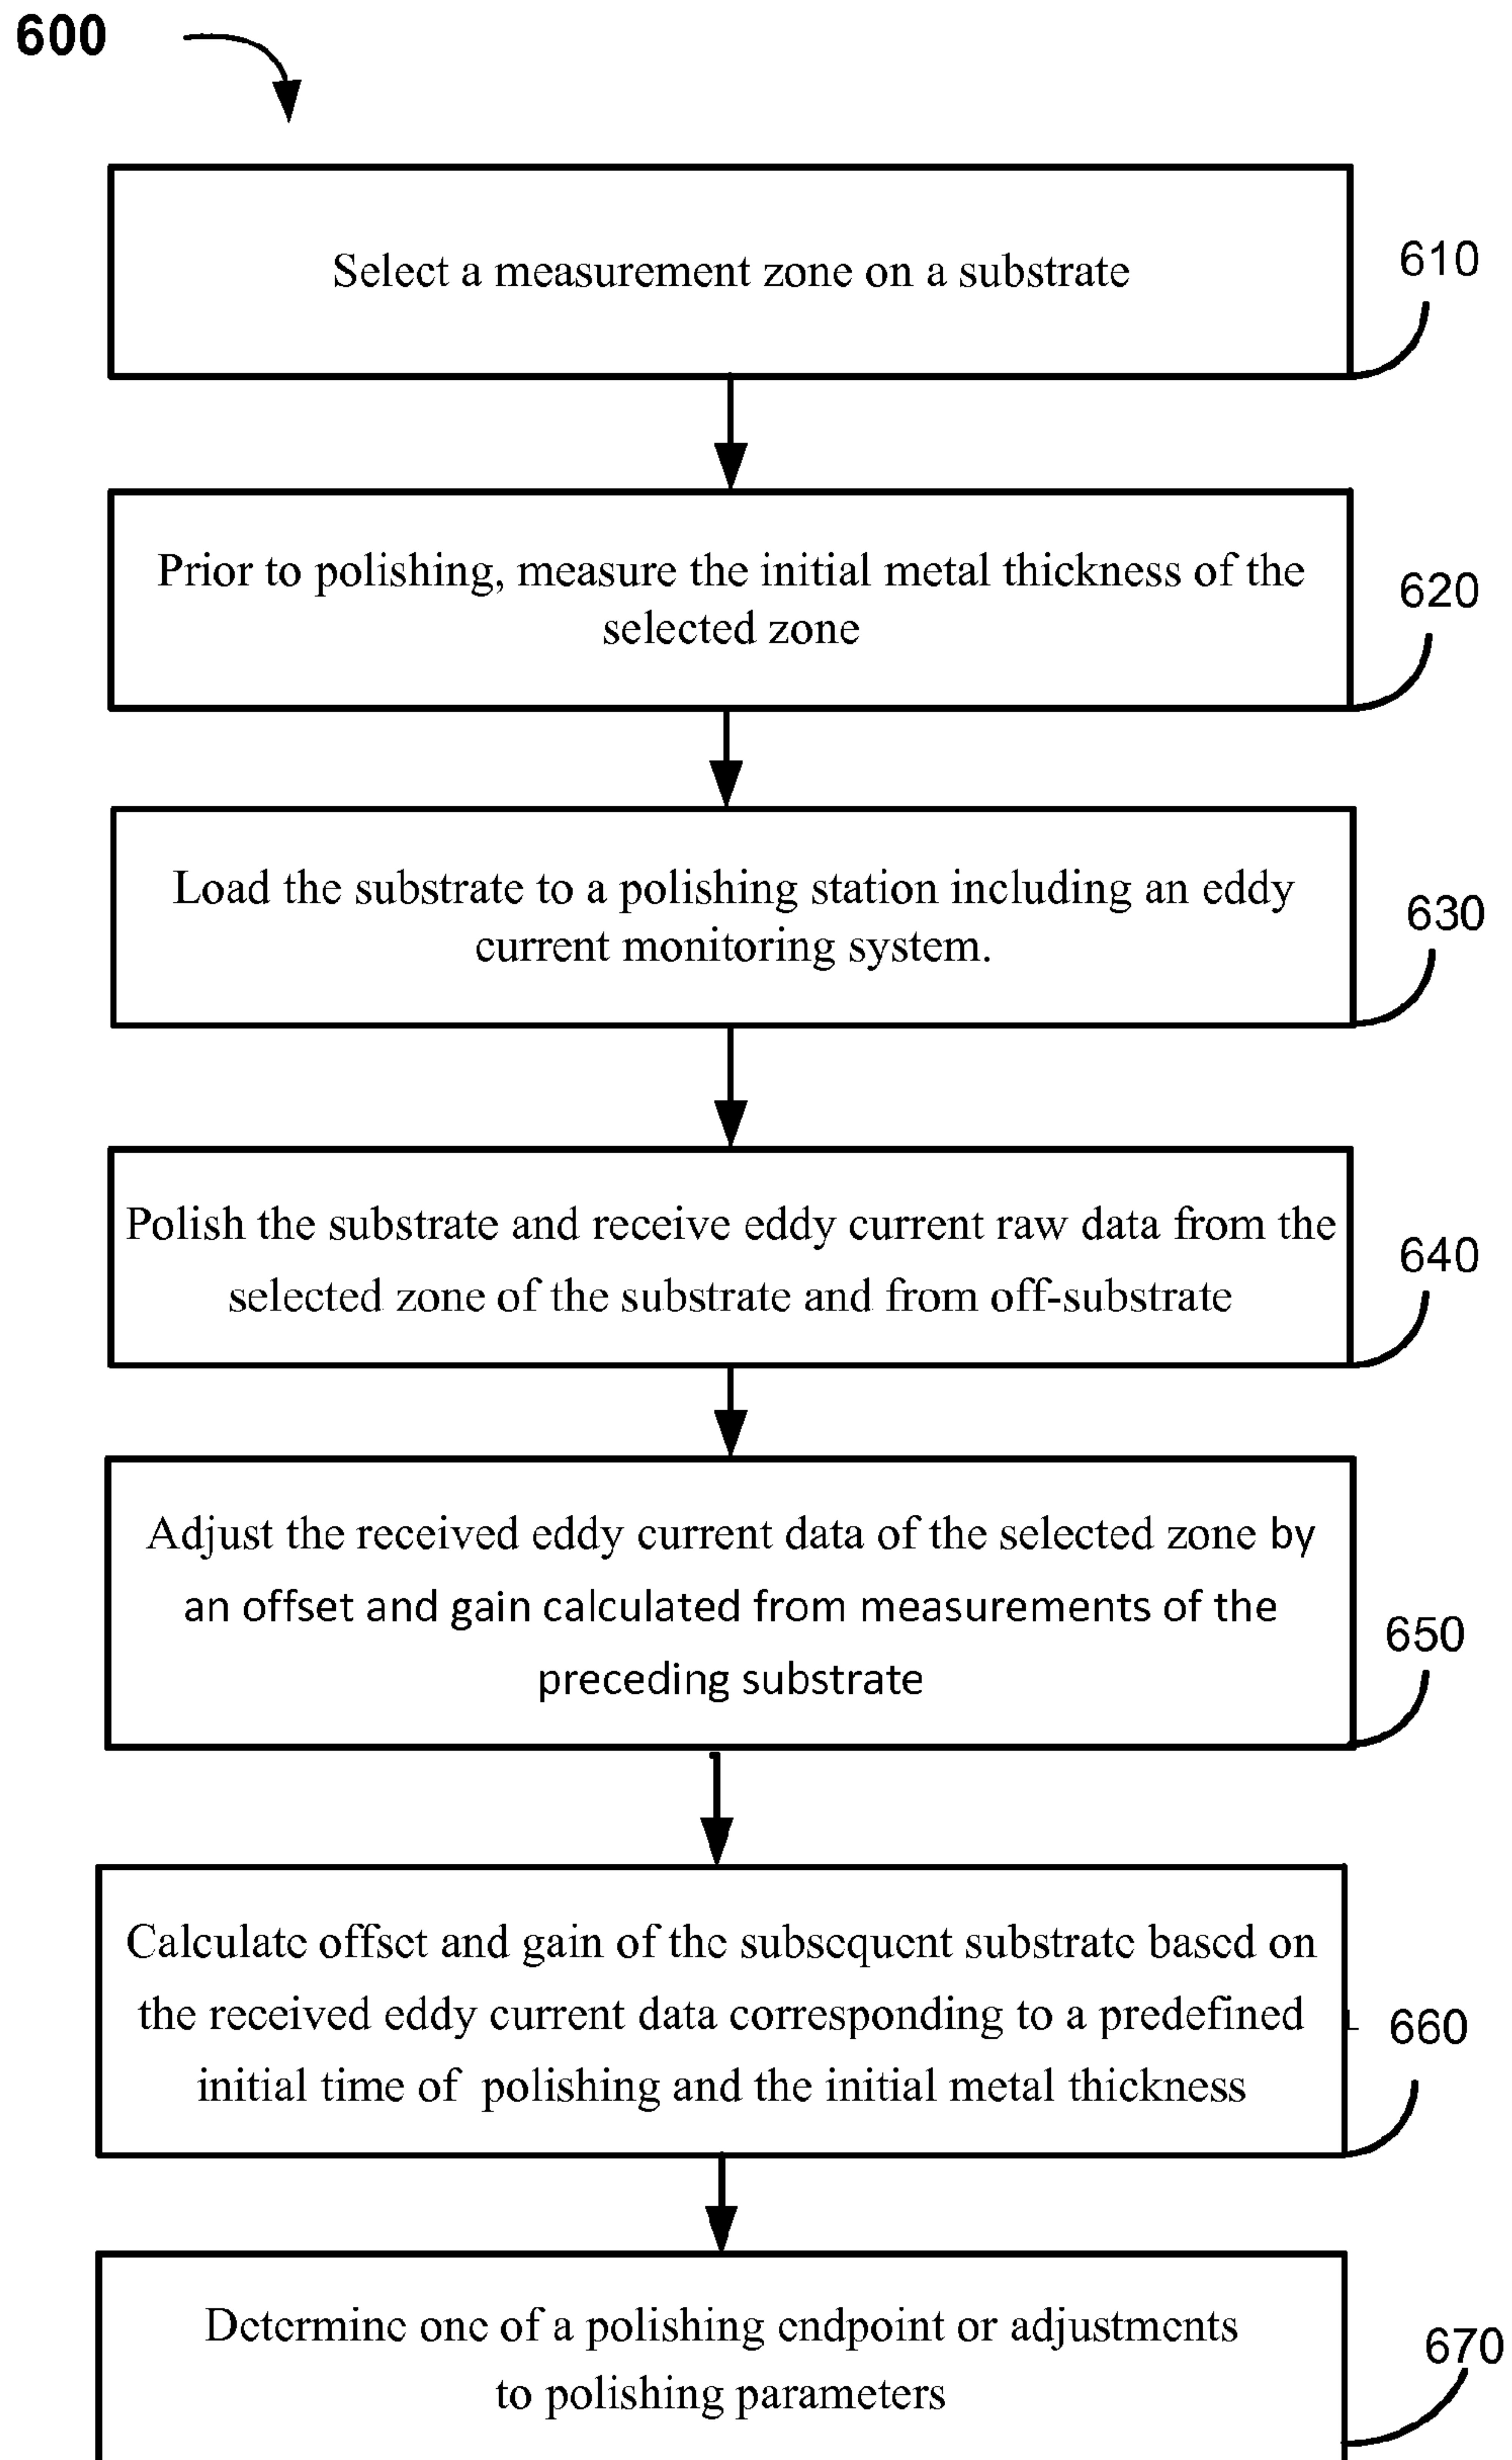 600
Select a measurement zone on a substrate
610
Prior to polishing, measure the initial metal thickness of the
selected zone
620
Load the substrate to a polishing station including an eddy
current monitoring system.
630
Polish the substrate and receive eddy current raw data from the
selected zone of the substrate and from off-substrate
640
Adjust the received eddy current data of the selected zone by
an offset and gain calculated from measurements of the
preceding substrate
650
Calculate offset and gain of the subsequent substrate based on
the received eddy current data corresponding to a predefined
initial time of polishing and the initial metal thickness
660
Determine one of a polishing endpoint or adjustments
to polishing parameters
670